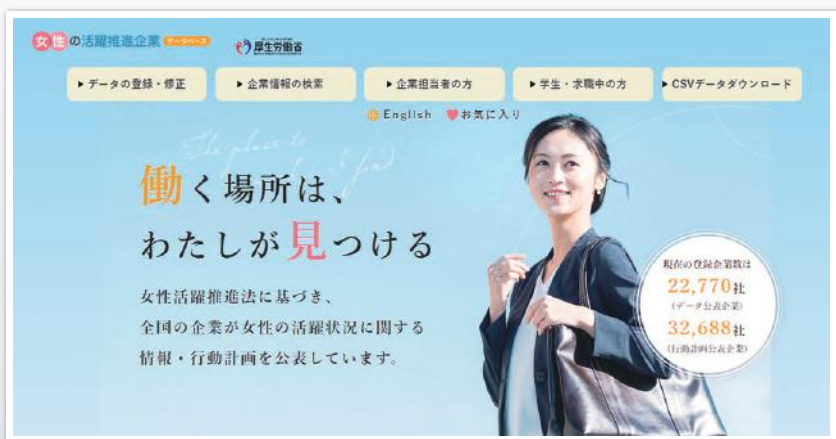 女性の活躍推進企業 データベース
厚生労働省
▶ データの登録・修正
▶ 企業情報の検索
▶ 企業担当者の方
▶ 学生・求職中の方
▶ CSVデータダウンロード
English
お気に入り
The place to
find
働く場所は、
わたしが見つける
女性活躍推進法に基づき、
全国の企業が女性の活躍状況に関する
情報・行動計画を公表しています。
現在の登録企業数は
22,770社
(データ公表企業)
32,688社
(行動計画公表企業)